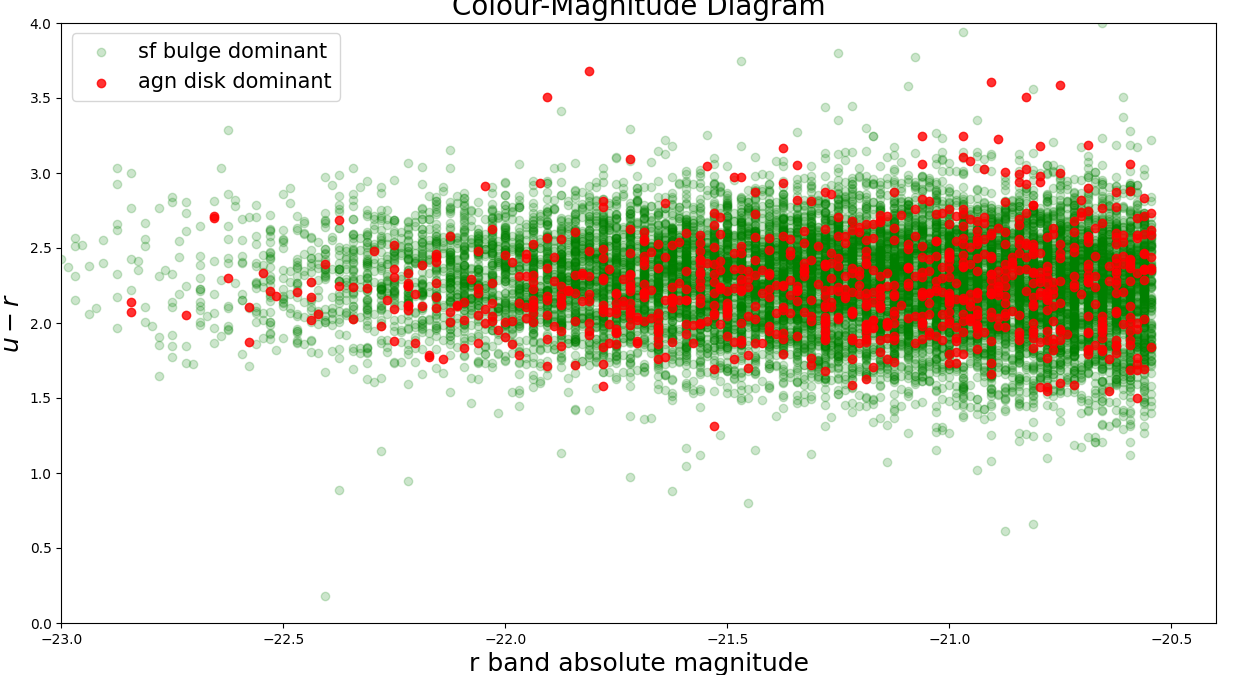 Colour-Magnitude Diagram
sf bulge dominant
agn disk dominant
4.0
3.5
3.0
2.5
2.0
1.5
1.0
0.5
0.0
u − r
−23.0 −22.5 −22.0 −21.5 −21.0 −20.5
r band absolute magnitude